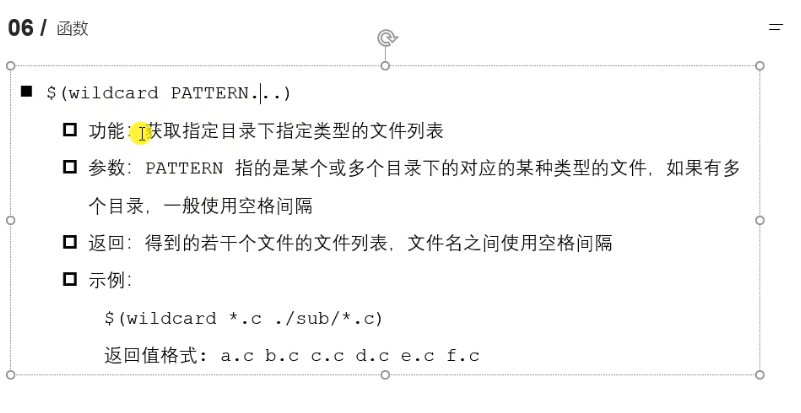 06 / 函数
$(wildcard PATTERN...)
功能：获取指定目录下指定类型的文件列表
参数：PATTERN 指的是某个或多个目录下的对应的某种类型的文件，如果有多
个目录，一般使用空格间隔
返回：得到的若干个文件的文件列表，文件名之间使用空格间隔
示例：
$(wildcard *.c ./sub/*.c)
返回值格式: a.c b.c c.c d.c e.c f.c